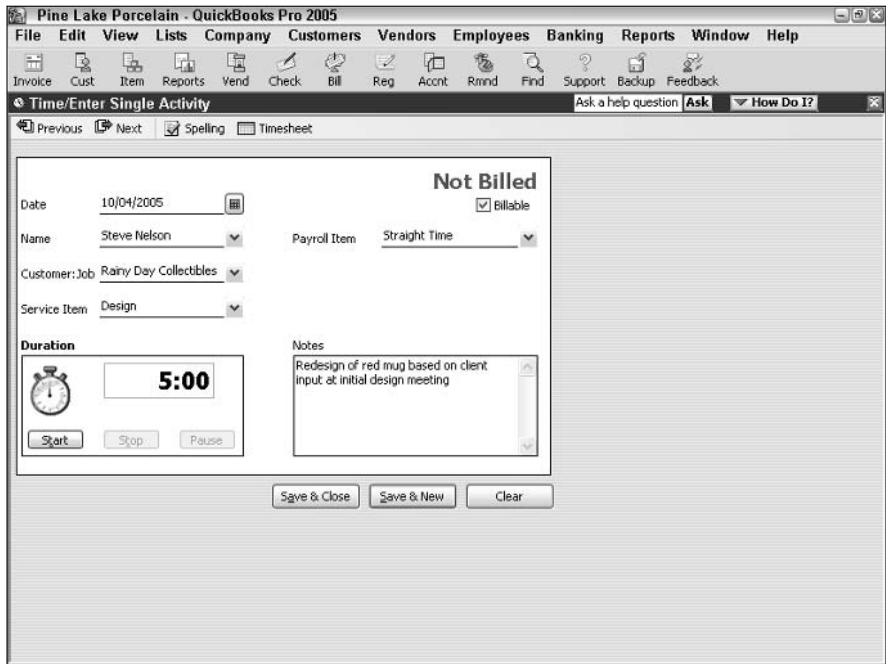 Pine Lake Porcelain - QuickBooks Pro 2005
File Edit View Lists Company Customers Vendors Employees Banking Reports Window Help
Invoice Cust Item Reports Vend Check Bill Reg Accnt Rmnd Find Support Backup Feedback
Time/Enter Single Activity Ask a help question Ask How Do I?
Previous Next Spelling Timesheet
Not Billed
Date 10/04/2005 Billable
Name Steve Nelson Payroll Item Straight Time
Customer:Job Rainy Day Collectibles
Service Item Design
Duration Notes
Redesign of red mug based on client
input at initial design meeting
5:00
Start Stop Pause
Save & Close Save & New Clear